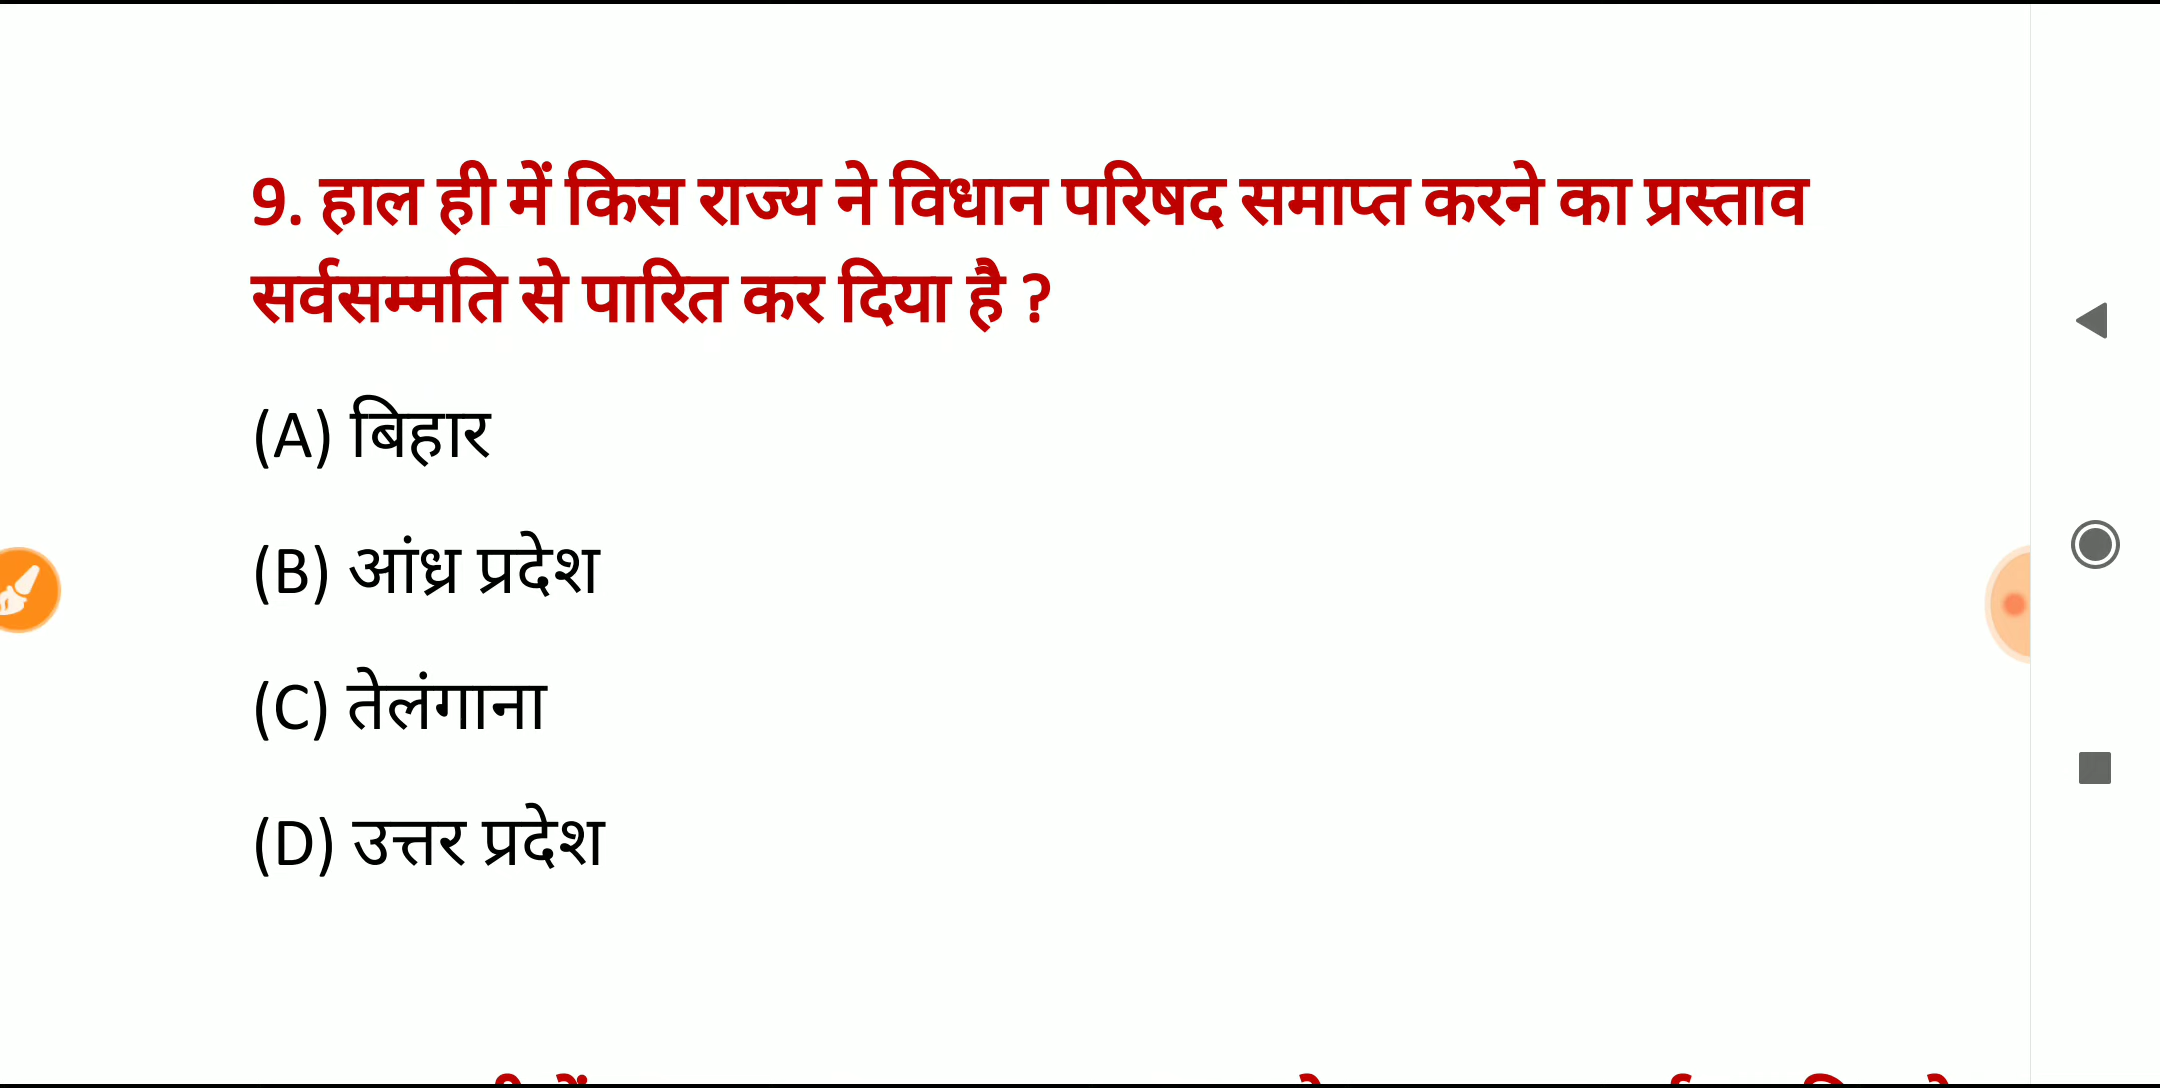 9. हाल ही में किस राज्य ने विधान परिषद समाप्त करने का प्रस्ताव
सर्वसम्मति से पारित कर दिया है ?
(A) बिहार
(B) आंध्र प्रदेश
(C) तेलंगाना
(D) उत्तर प्रदेश